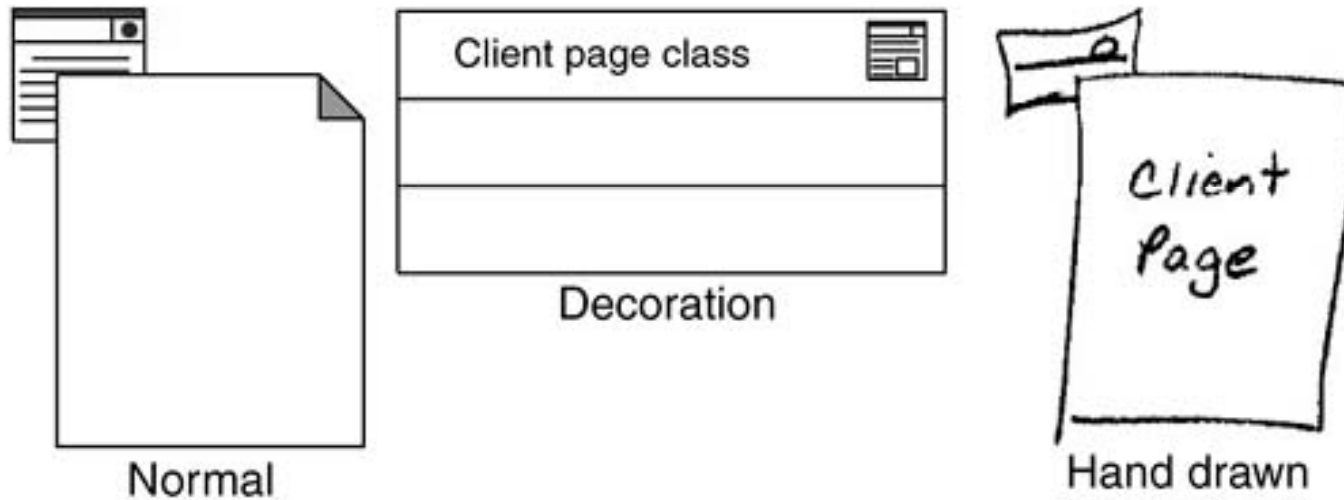 Client page class
Client
Page
Decoration
Normal
Hand drawn